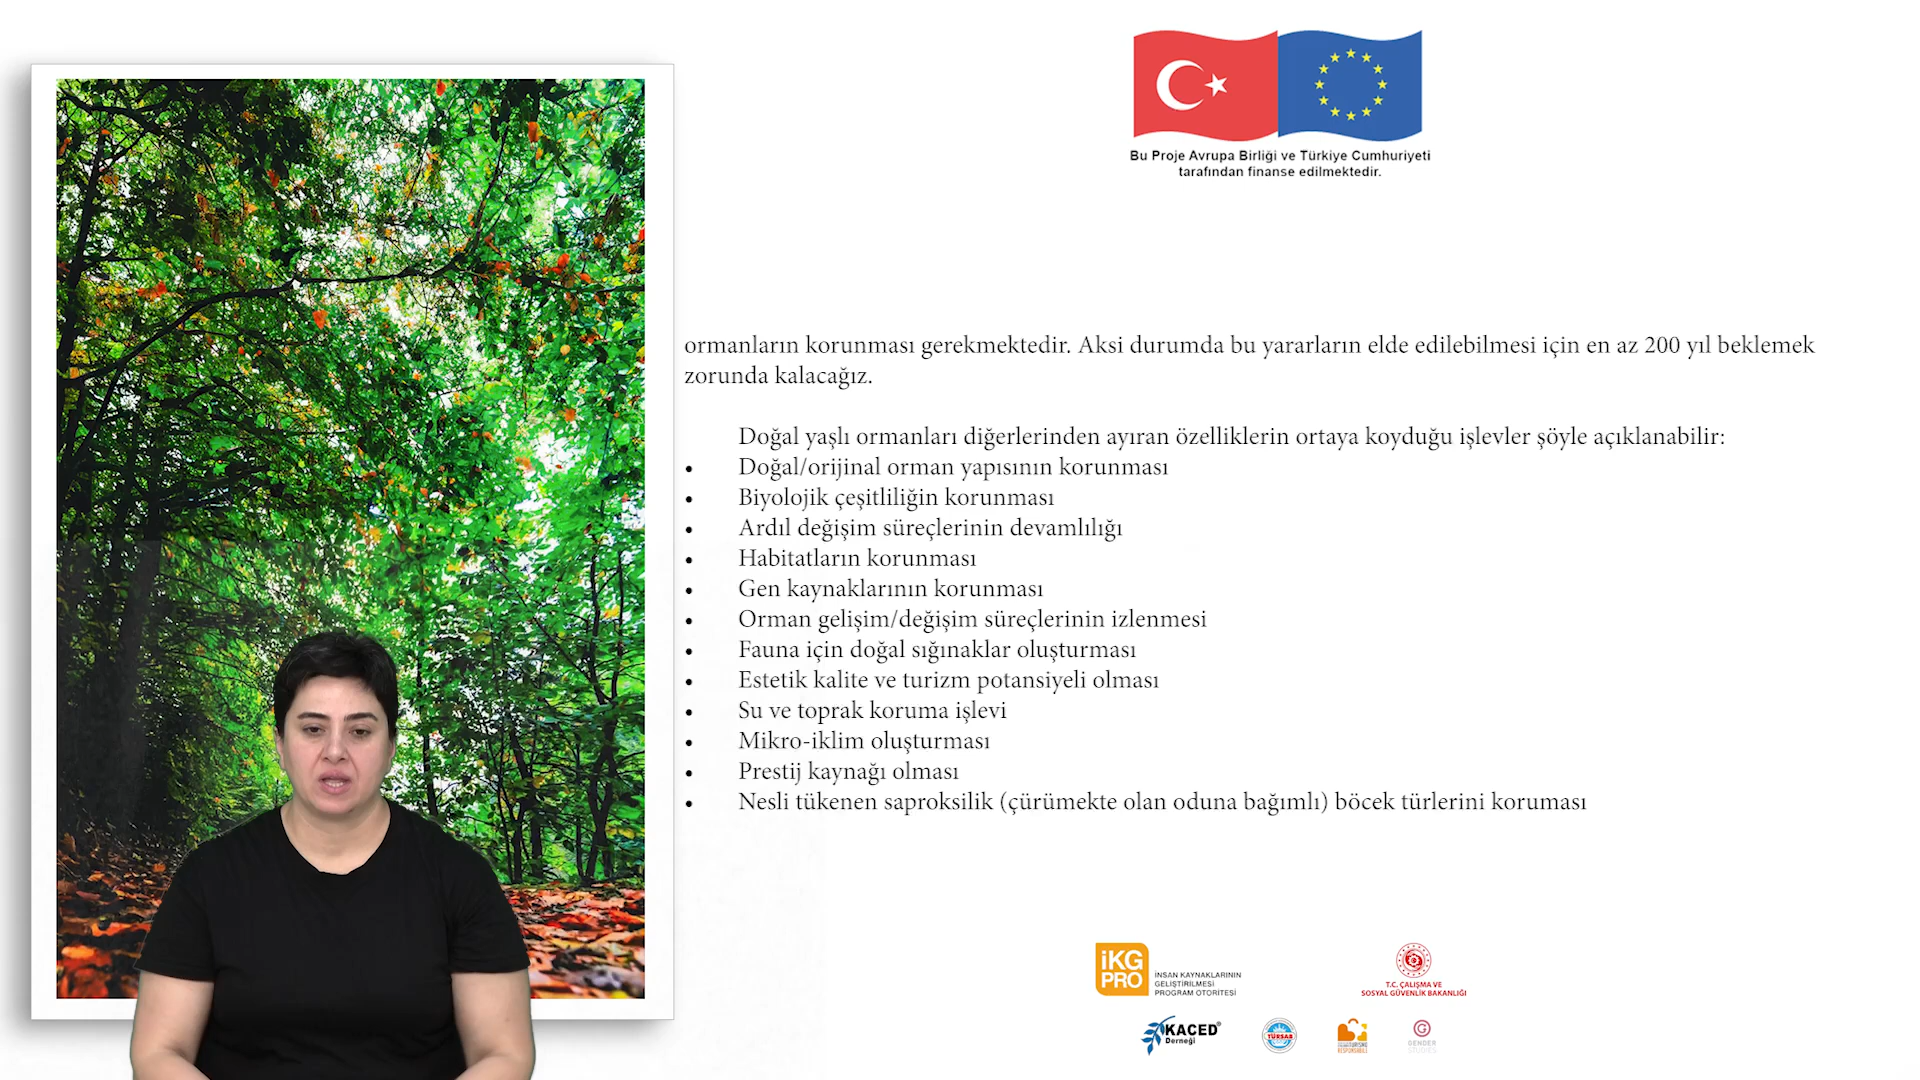 Bu Proje Avrupa Birliği ve Türkiye Cumhuriyeti
tarafından finanse edilmektedir.
ormanların korunması gerekmektedir. Aksi durumda bu yararların elde edilebilmesi için en az 200 yıl beklemek
zorunda kalacağız.
Doğal yaşlı ormanları diğerlerinden ayıran özelliklerin ortaya koyduğu işlevler şöyle açıklanabilir:
• Doğal/orijinal orman yapısının korunması
• Biyolojik çeşitliliğin korunması
• Ardıl değişim süreçlerinin devamlılığı
• Habitatların korunması
• Gen kaynaklarının korunması
• Orman gelişim/değişim süreçlerinin izlenmesi
• Fauna için doğal sığınaklar oluşturması
• Estetik kalite ve turizm potansiyeli olması
• Su ve toprak koruma işlevi
• Mikro-iklim oluşturması
• Prestij kaynağı olması
• Nesli tükenen saproksilik (çürümekte olan oduna bağımlı) böcek türlerini koruması
iKG
PRO
İNSAN KAYNAKLARININ
GELİŞTİRİLMESİ
PROGRAM OTORİTESİ
T.C. ÇALIŞMA VE
SOSYAL GÜVENLİK BAKANLIĞI
KACED®
Derneği
TÜRSAB
RESPONSABILE
G
GENDER
STUDIES